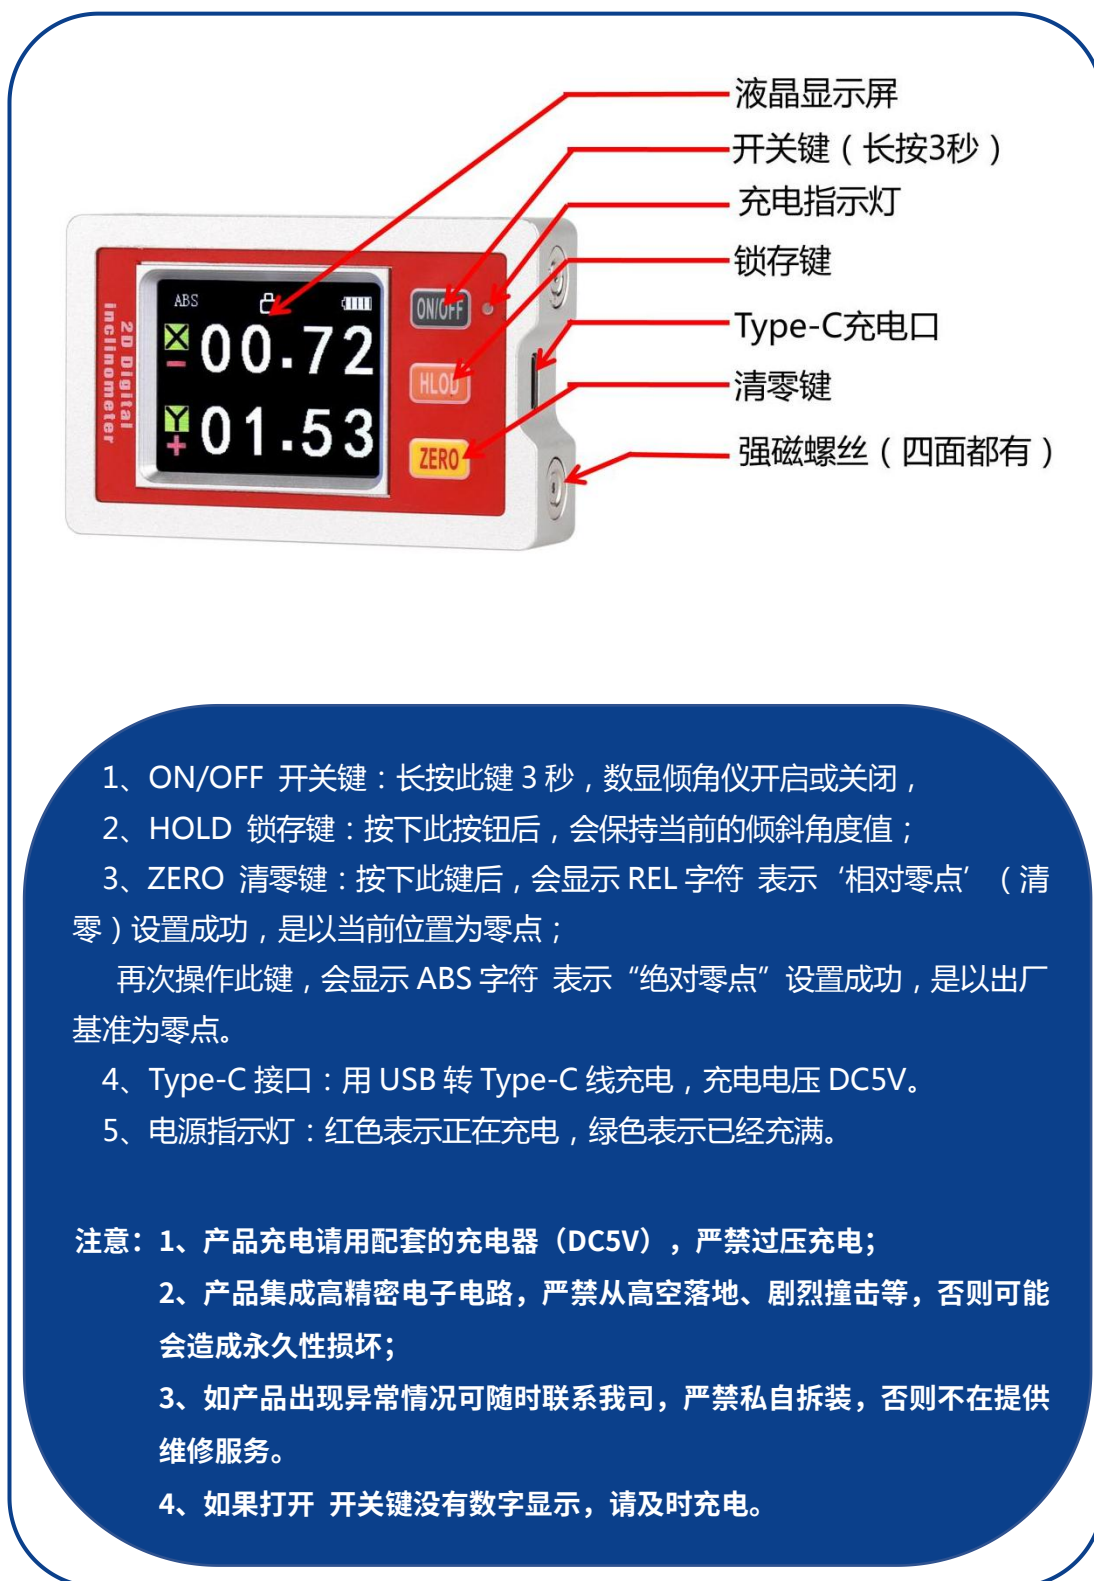 液晶显示屏
开关键（长按3秒）
充电指示灯
锁存键
Type-C充电口
清零键
强磁螺丝（四面都有）
2D Digital
inclinometer
ABS
X
- 00.72
Y
+ 01.53
ON/OFF
HLOD
ZERO
1、ON/OFF 开关键：长按此键 3 秒，数显倾角仪开启或关闭，
2、HOLD 锁存键：按下此按钮后，会保持当前的倾斜角度值；
3、ZERO 清零键：按下此键后，会显示 REL 字符 表示‘相对零点’（清
零）设置成功，是以当前位置为零点；
再次操作此键，会显示 ABS 字符 表示“绝对零点”设置成功，是以出厂
基准为零点。
4、Type-C 接口：用 USB 转 Type-C 线充电，充电电压 DC5V。
5、电源指示灯：红色表示正在充电，绿色表示已经充满。
注意：1、产品充电请用配套的充电器（DC5V），严禁过压充电；
2、产品集成高精密电子电路，严禁从高空落地、剧烈撞击等，否则可能
会造成永久性损坏；
3、如产品出现异常情况可随时联系我司，严禁私自拆装，否则不在提供
维修服务。
4、如果打开 开关键没有数字显示，请及时充电。